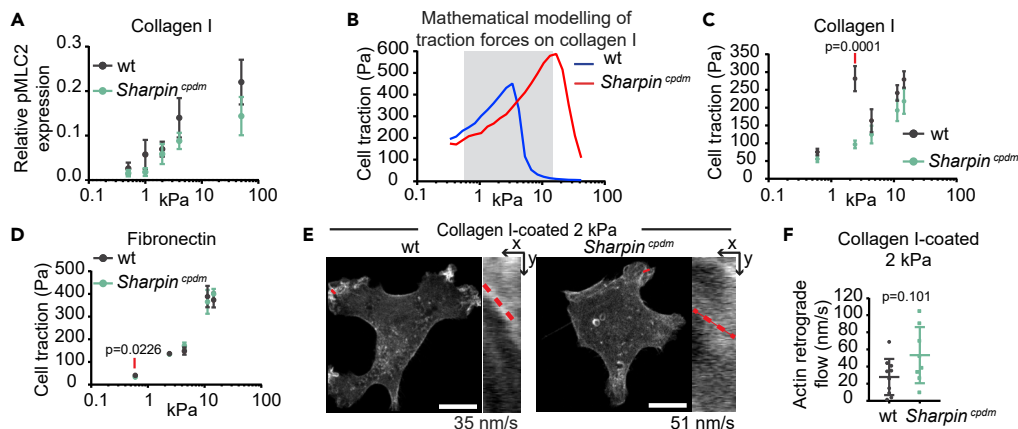 A
Collagen I
wt
Sharpin cpdm
Relative pMLC2
expression
0.3
0.2
0.1
0.0
0.1
1
10
100
kPa
B
Mathematical modelling of
traction forces on collagen I
wt
Sharpin cpdm
Cell traction (Pa)
600
500
400
300
200
100
0
1
10
100
kPa
C
Collagen I
p=0.0001
wt
Sharpin cpdm
Cell traction (Pa)
350
300
250
200
150
100
50
0
0.1
1
10
100
kPa
D
Fibronectin
wt
Sharpin cpdm
p=0.0226
Cell traction (Pa)
500
400
300
200
100
0
0.1
1
10
100
kPa
E
Collagen I-coated 2 kPa
wt
Sharpin cpdm
x
y
x
y
35 nm/s
51 nm/s
F
Collagen I-coated
2 kPa
p=0.101
Actin retrograde
flow (nm/s)
120
100
80
60
40
20
0
wt
Sharpin cpdm